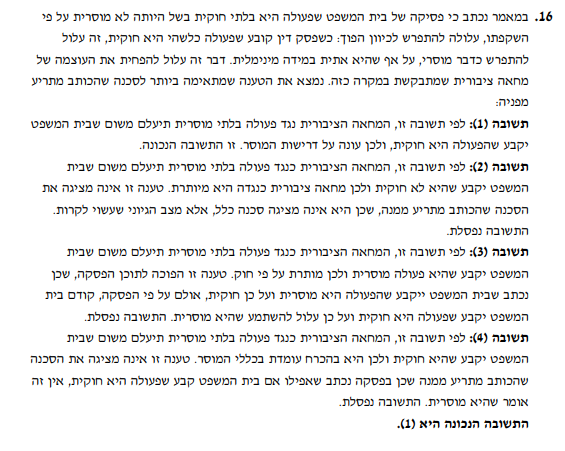 16. במאמר נכתב כי פסיקה של בית המשפט שפעולה היא בלתי חוקית בשל היותה לא מוסרית על פי
השקפתו, עלולה להתפרש לכיוון הפוך: כשפסק דין קובע שפעולה כלשהי היא חוקית, זה עלול
להתפרש כדבר מוסרי, על אף שהיא אתית במידה מינימלית. דבר זה עלול להפחית את העוצמה של
מחאה ציבורית שמתבקשת במקרה כזה. נמצא את הטענה שמתאימה ביותר לסכנה שהכותב מתריע
מפניה:
תשובה (1): לפי תשובה זו, המחאה הציבורית נגד פעולה בלתי מוסרית תיעלם משום שבית המשפט
יקבע שהפעולה היא חוקית, ולכן עונה על דרישות המוסר. זו התשובה הנכונה.
תשובה (2): לפי תשובה זו, המחאה הציבורית כנגד פעולה בלתי מוסרית תיעלם משום שבית
המשפט יקבע שהיא לא חוקית ולכן מחאה ציבורית כנגדה היא מיותרת. טענה זו אינה מציגה את
הסכנה שהכותב מתריע ממנה, שכן היא אינה מציגה סכנה כלל, אלא מצב הגיוני שעשוי לקרות.
התשובה נפסלת.
תשובה (3): לפי תשובה זו, המחאה הציבורית כנגד פעולה בלתי מוסרית תיעלם משום שבית
המשפט יקבע שהיא פעולה מוסרית ולכן מותרת על פי חוק. טענה זו הפוכה לתוכן הפסקה, שכן
נכתב שבית המשפט ייקבע שהפעולה היא מוסרית ועל כן חוקית, אולם על פי הפסקה, קודם בית
המשפט יקבע שפעולה היא חוקית ועל כן עלול להשתמע שהיא מוסרית. התשובה נפסלת.
תשובה (4): לפי תשובה זו, המחאה הציבורית כנגד פעולה בלתי מוסרית תיעלם משום שבית
המשפט יקבע שהיא חוקית ולכן היא בהכרח עומדת בכללי המוסר. טענה זו אינה מציגה את הסכנה
שהכותב מתריע ממנה שכן בפסקה נכתב שאפילו אם בית המשפט קבע שפעולה היא חוקית, אין זה
אומר שהיא מוסרית. התשובה נפסלת.
התשובה הנכונה היא (1).